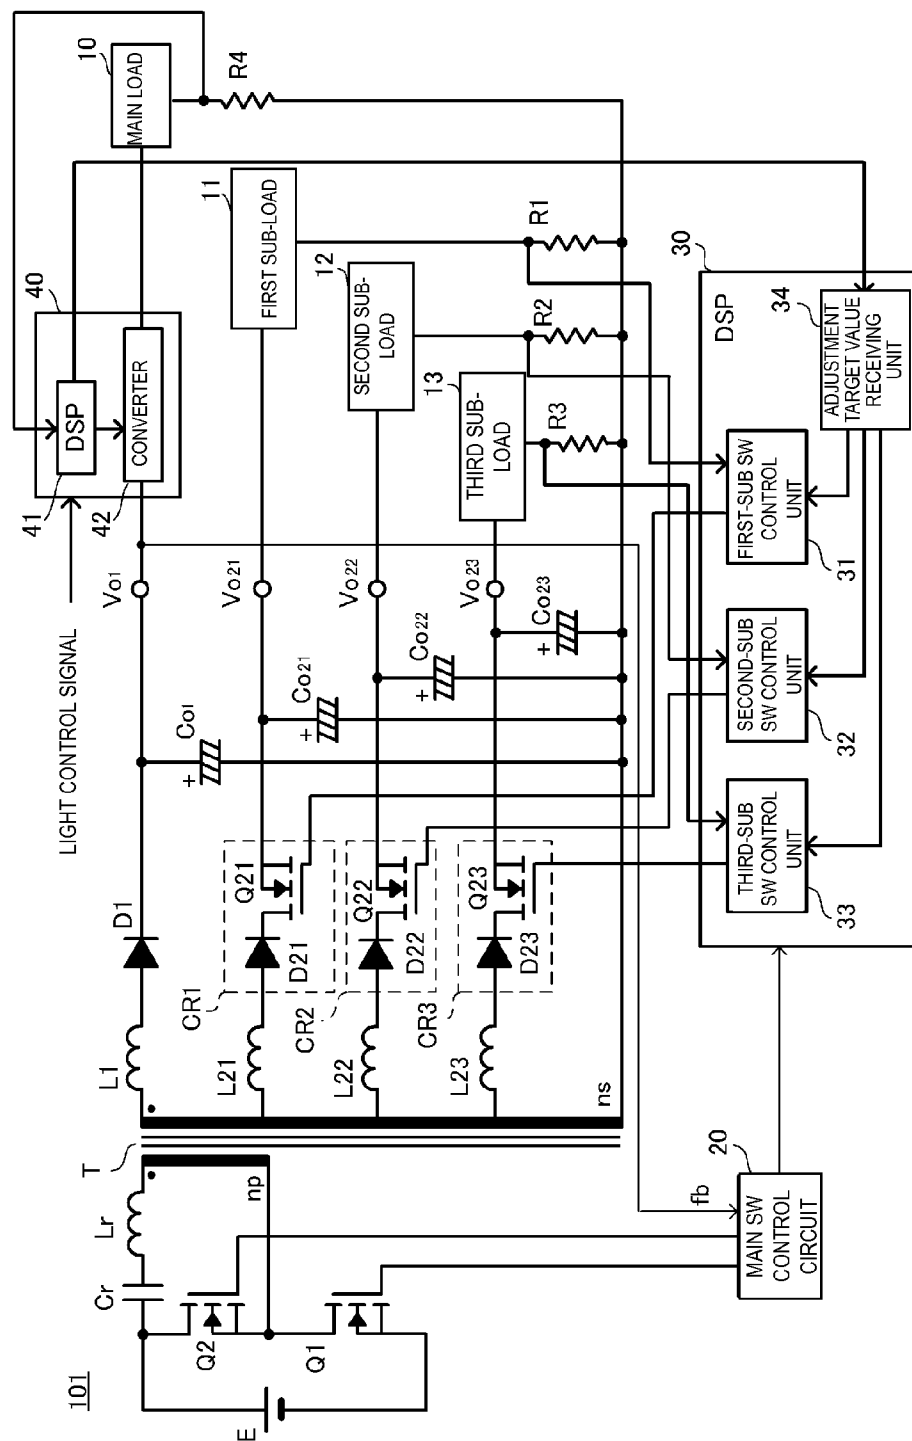 101
E
Q2
Q1
Cr
Lr
T
np
ns
fb
20
MAIN SW
CONTROL
CIRCUIT
L1
L21
L22
L23
CR1
CR2
CR3
D1
D21
D22
D23
Q21
Q22
Q23
Co1
Co21
Co22
Co23
+
+
+
+
Vo1
Vo21
Vo22
Vo23
LIGHT CONTROL SIGNAL
40
41
DSP
42
CONVERTER
10
MAIN LOAD
R4
11
FIRST SUB-LOAD
12
SECOND SUB-
LOAD
13
THIRD SUB-
LOAD
R1
R2
R3
30
DSP
34
ADJUSTMENT
TARGET VALUE
RECEIVING
UNIT
FIRST-SUB SW
CONTROL
UNIT
31
SECOND-SUB
SW CONTROL
UNIT
32
THIRD-SUB
SW CONTROL
UNIT
33